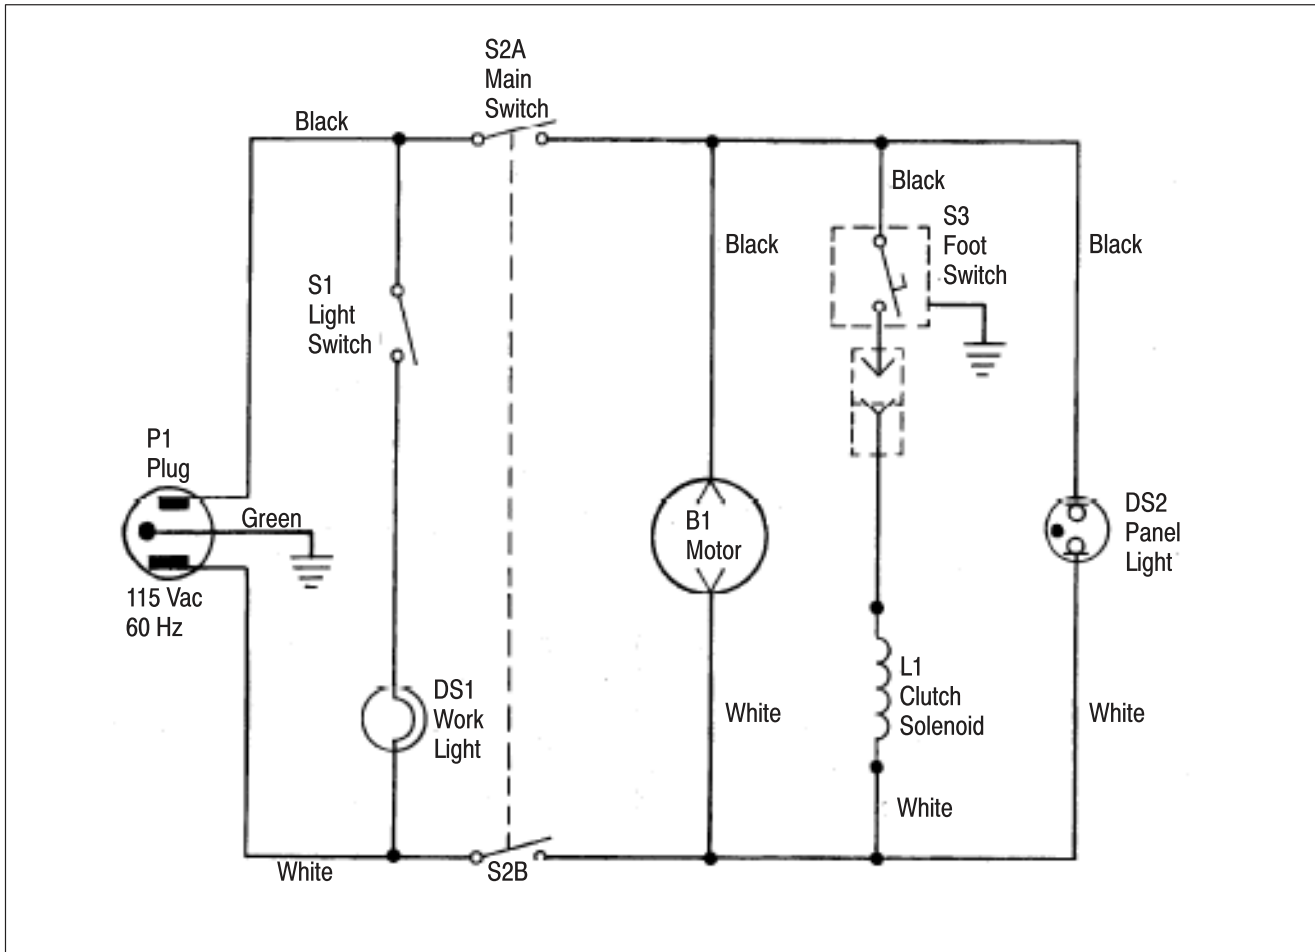 S2A
Main
Switch
Black
Black
S3
Foot
Switch
Black
Black
S1
Light
Switch
P1
Plug
Green
115 Vac
60 Hz
B1
Motor
DS2
Panel
Light
DS1
Work
Light
L1
Clutch
Solenoid
White
White
White
White
S2B